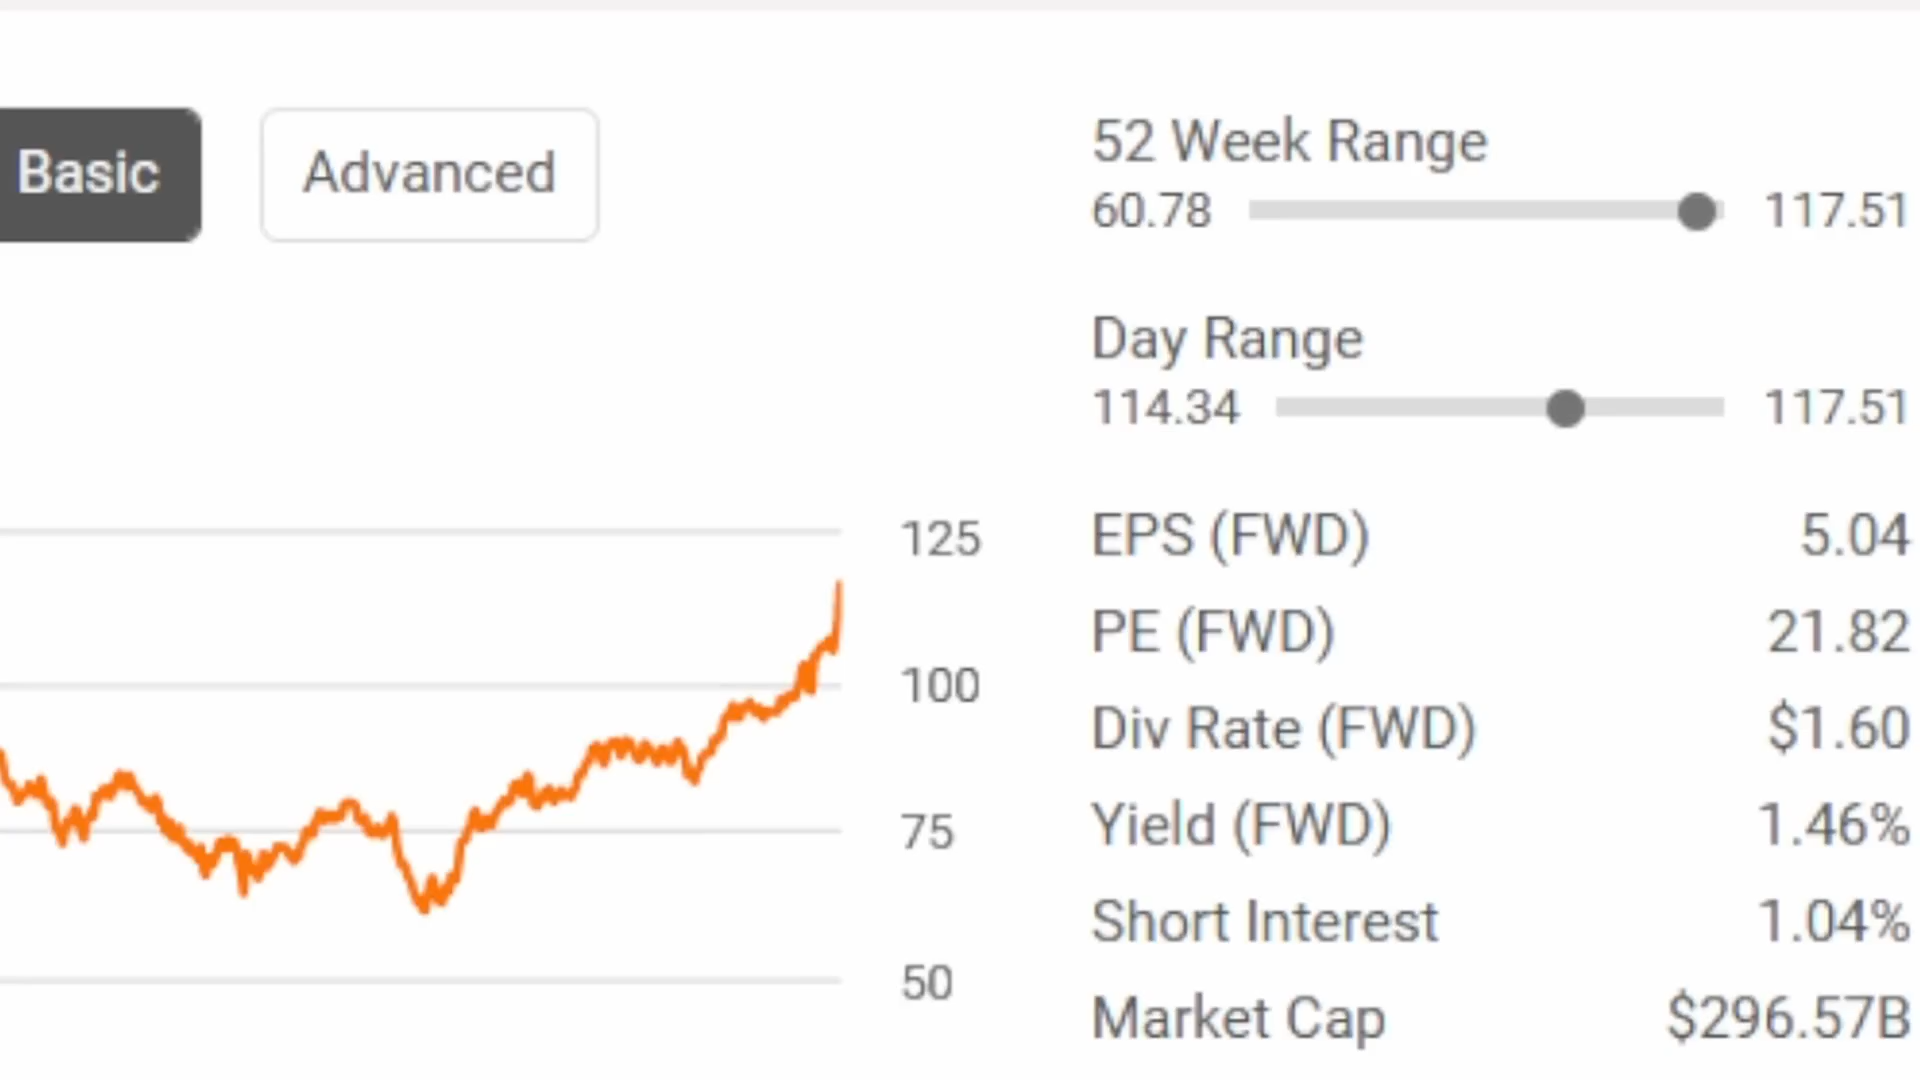 Basic
Advanced
125
100
75
50
52 Week Range
60.78 117.51
Day Range
114.34 117.51
EPS (FWD) 5.04
PE (FWD) 21.82
Div Rate (FWD) $1.60
Yield (FWD) 1.46%
Short Interest 1.04%
Market Cap $296.57B